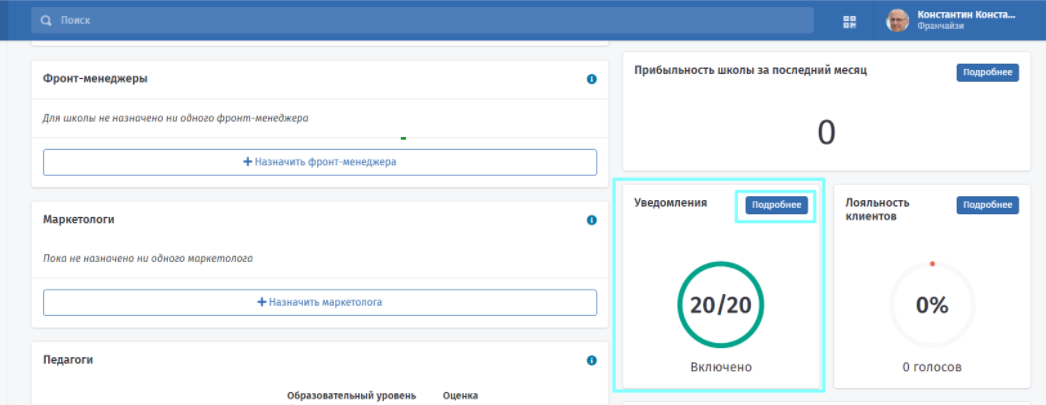 Поиск
Константин Конста...
Франчайзи
Фронт-менеджеры
Для школы не назначено ни одного фронт-менеджера
+ Назначить фронт-менеджера
Маркетологи
Пока не назначено ни одного маркетолога
+ Назначить маркетолога
Педагоги
Образовательный уровень Оценка
Прибыльность школы за последний месяц
Подробнее
0
Уведомления
Подробнее
20/20
Включено
Лояльность
клиентов
Подробнее
0%
0 голосов